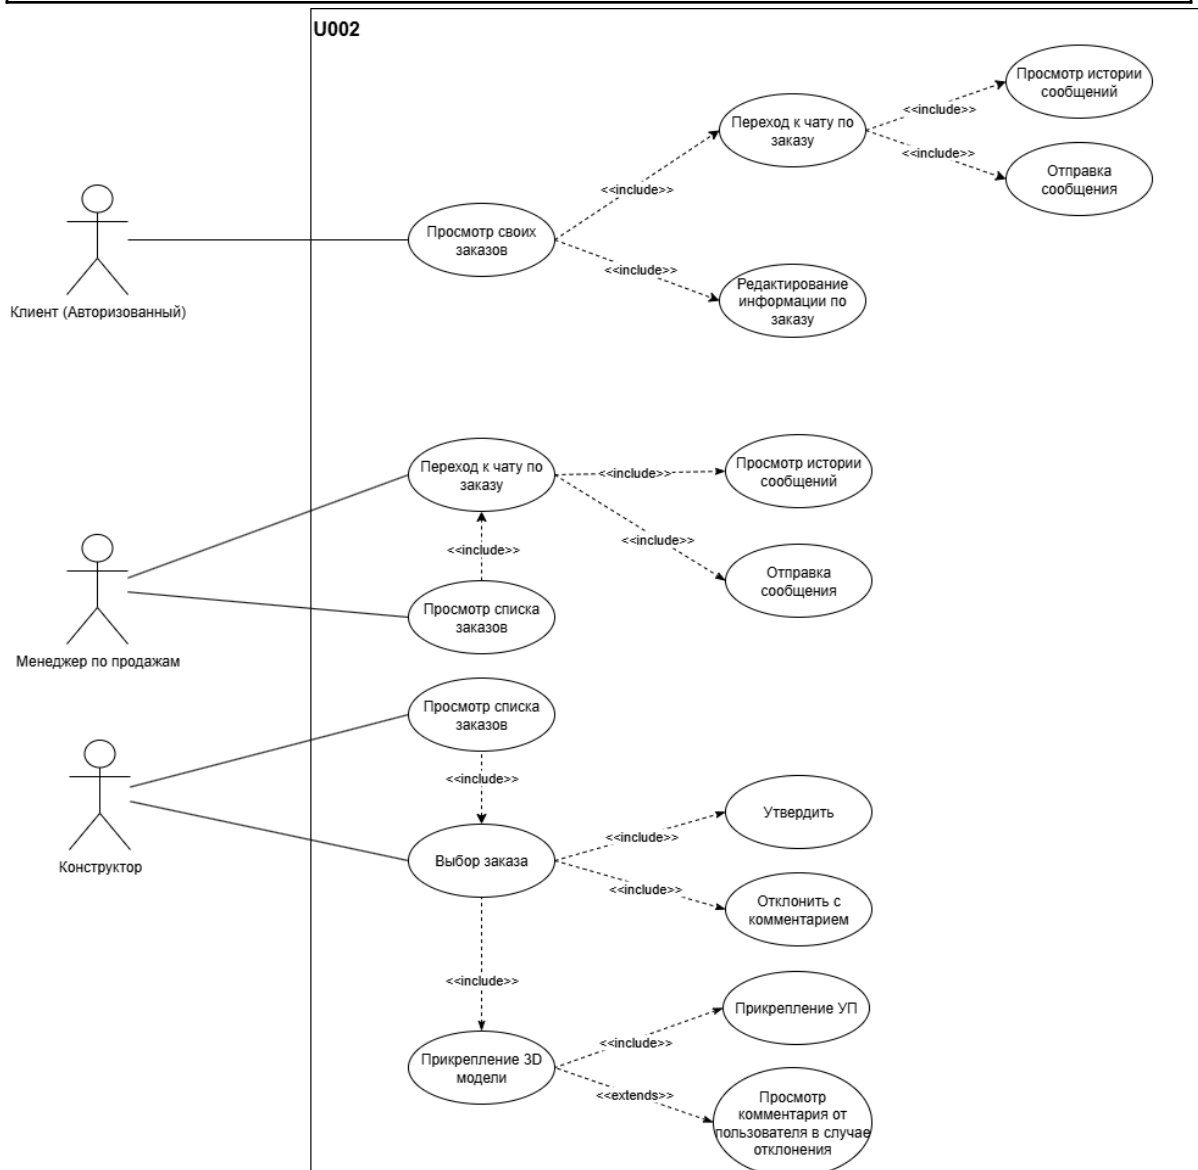 U002
Просмотр истории
сообщений
<<include>>
Переход к чату по
заказу
<<include>>
Отправка
сообщения
<<include>>
Просмотр своих
заказов
<<include>>
Редактирование
информации по
заказу
Клиент (Авторизованный)
Переход к чату по
заказу
<<include>>
Просмотр истории
сообщений
<<include>>
<<include>>
Отправка
сообщения
Просмотр списка
заказов
Менеджер по продажам
Просмотр списка
заказов
<<include>>
Утвердить
<<include>>
Выбор заказа
<<include>>
Отклонить с
комментарием
Конструктор
<<include>>
Прикрепление УП
<<include>>
Прикрепление 3D
модели
<<extends>>
Просмотр
комментария от
пользователя в случае
отклонения